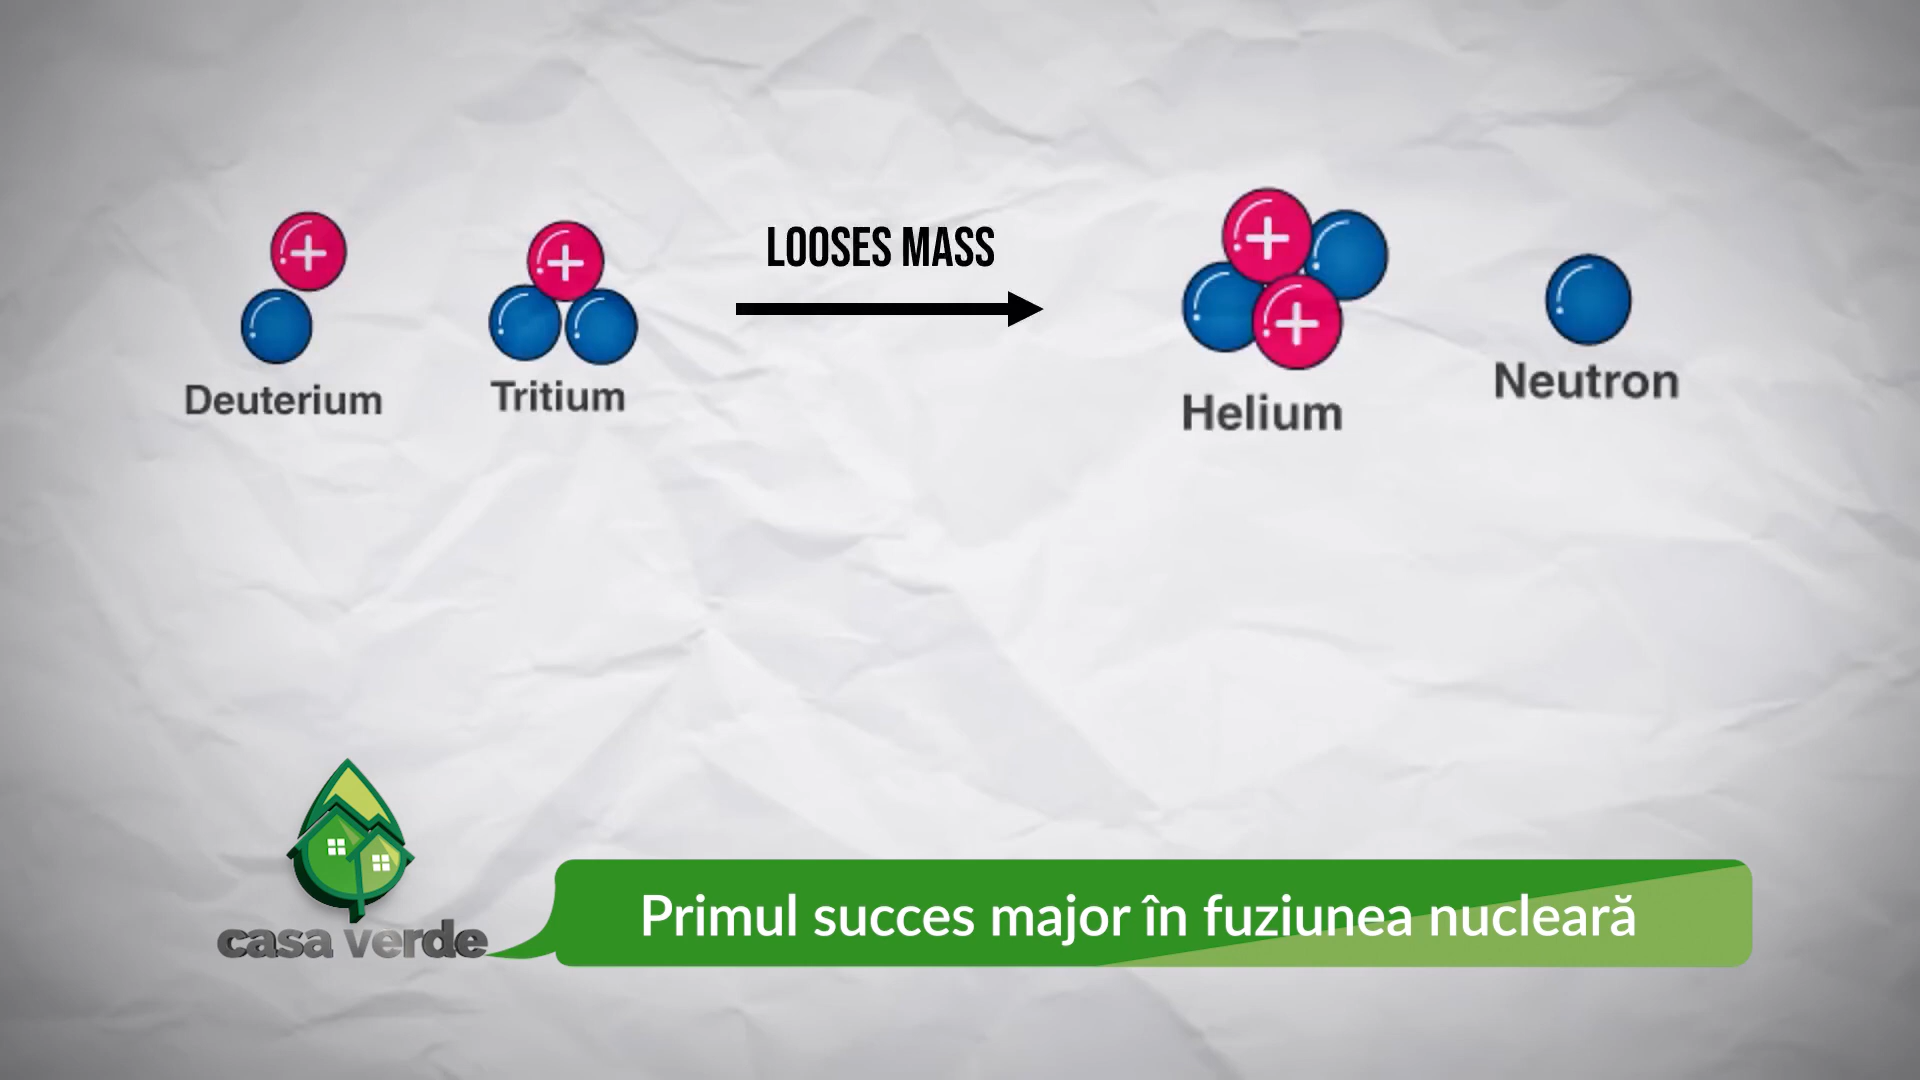 LOOSES MASS
Deuterium
Tritium
Helium
Neutron
casa verde
Primul succes major în fuziunea nucleară